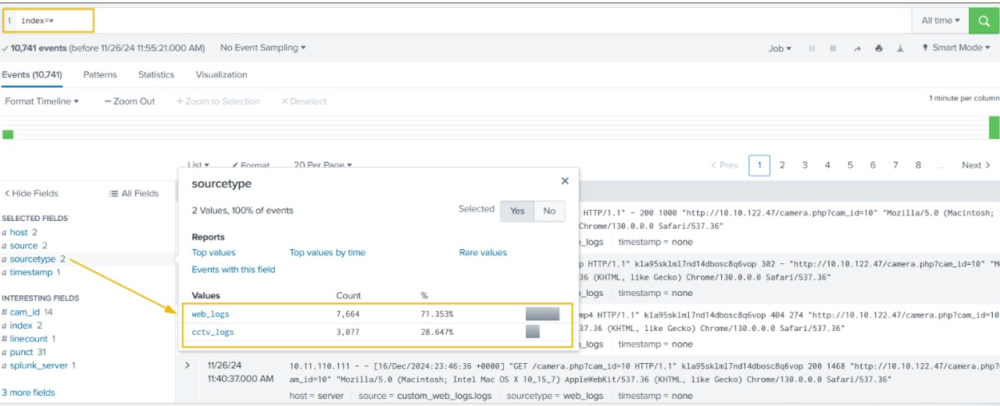 1 index=*
All time
10,741 events (before 11/26/24 11:55:21.000 AM) No Event Sampling
Job Smart Mode
Events (10,741) Patterns Statistics Visualization
Format Timeline — Zoom Out + Zoom to Selection × Deselect
1 minute per column
List Format 20 Per Page
< Prev 1 2 3 4 5 6 7 8 ... Next >
< Hide Fields All Fields
SELECTED FIELDS
a host 2
a source 2
a sourcetype 2
a timestamp 1
INTERESTING FIELDS
# cam_id 14
a index 2
# linecount 1
a punct 31
a splunk_server 1
3 more fields
sourcetype ×
2 Values, 100% of events
Selected Yes No
Reports
Top values Top values by time Rare values
Events with this field
Values Count %
web_logs 7,664 71.353%
cctv_logs 3,077 28.647%
HTTP/1.1" - 200 1000 "http://10.10.122.47/camera.php?cam_id=10" "Mozilla/5.0 (Macintosh;
Chrome/130.0.0.0 Safari/537.36"
_logs timestamp = none
HTTP/1.1" kla95sklml7nd14dbosc8q6vop 302 - "http://10.10.122.47/camera.php?cam_id=10"
36 (KHTML, like Gecko) Chrome/130.0.0.0 Safari/537.36"
_logs timestamp = none
mp4 HTTP/1.1" kla95sklml7nd14dbosc8q6vop 404 274 "http://10.10.122.47/camera.php?cam_id=10
37.36 (KHTML, like Gecko) Chrome/130.0.0.0 Safari/537.36"
_logs timestamp = none
> 11/26/24
11:40:37.000 AM
10.11.110.111 - - [16/Dec/2024:23:46:36 +0000] "GET /camera.php?cam_id=10 HTTP/1.1" kla95sklml7nd14dbosc8q6vop 200 1468 "http://10.10.122.47/camera.php?c
am_id=10" "Mozilla/5.0 (Macintosh; Intel Mac OS X 10_15_7) AppleWebKit/537.36 (KHTML, like Gecko) Chrome/130.0.0.0 Safari/537.36"
host = server source = custom_web_logs.logs sourcetype = web_logs timestamp = none